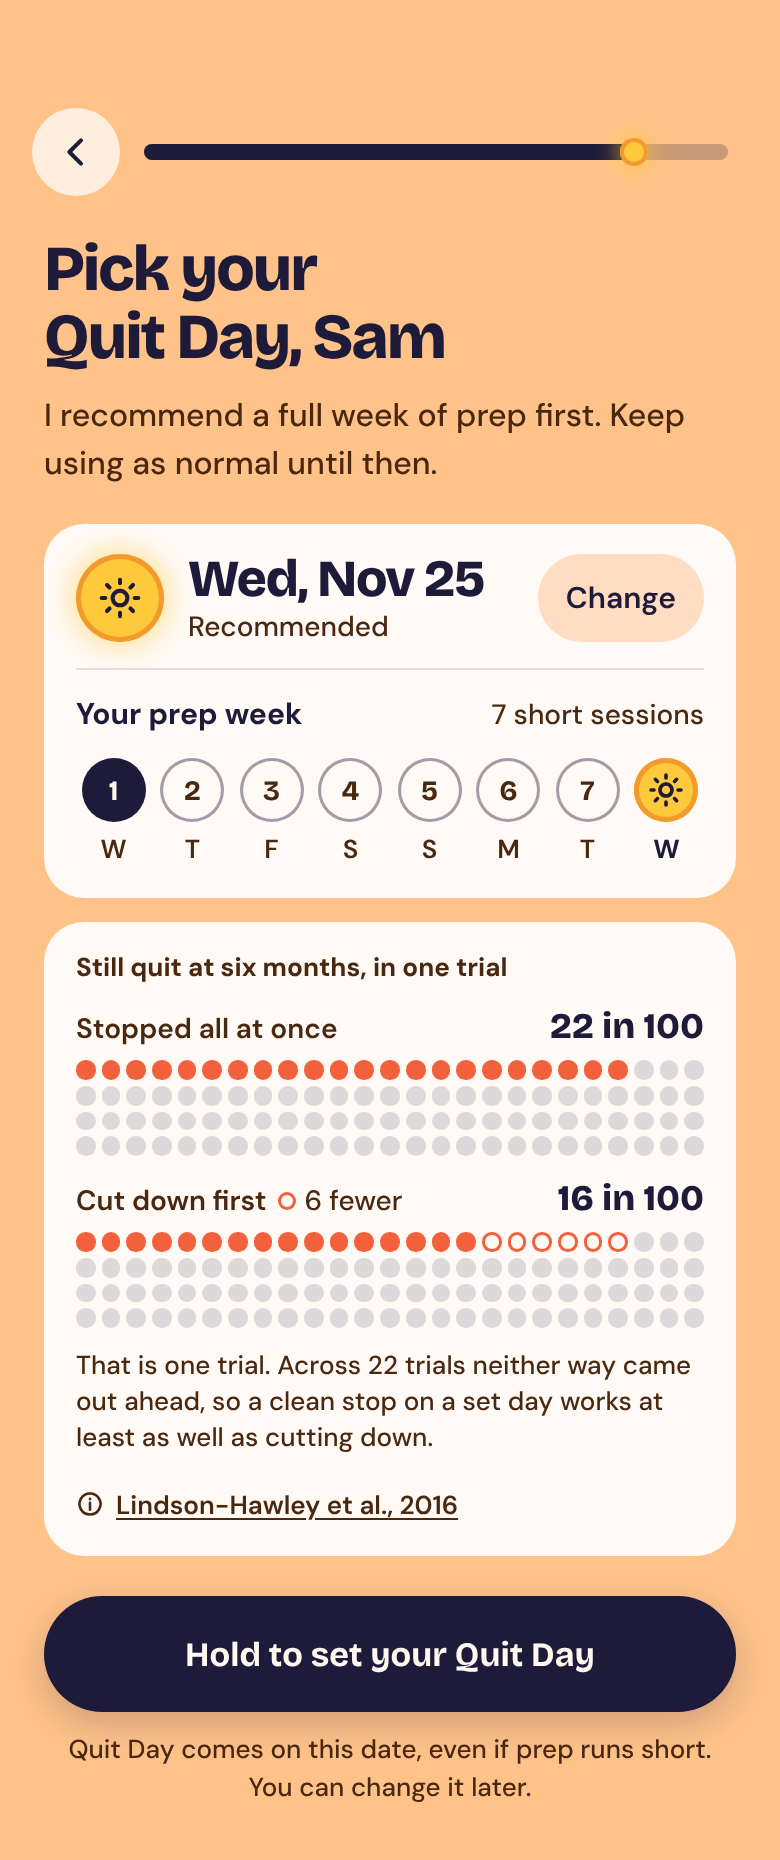 Pick your
Quit Day, Sam
I recommend a full week of prep first. Keep
using as normal until then.
Wed, Nov 25
Recommended
Change
Your prep week
7 short sessions
1 2 3 4 5 6 7
W T F S S M T W
Still quit at six months, in one trial
Stopped all at once
22 in 100
Cut down first
6 fewer
16 in 100
That is one trial. Across 22 trials neither way came
out ahead, so a clean stop on a set day works at
least as well as cutting down.
Lindson-Hawley et al., 2016
Hold to set your Quit Day
Quit Day comes on this date, even if prep runs short.
You can change it later.